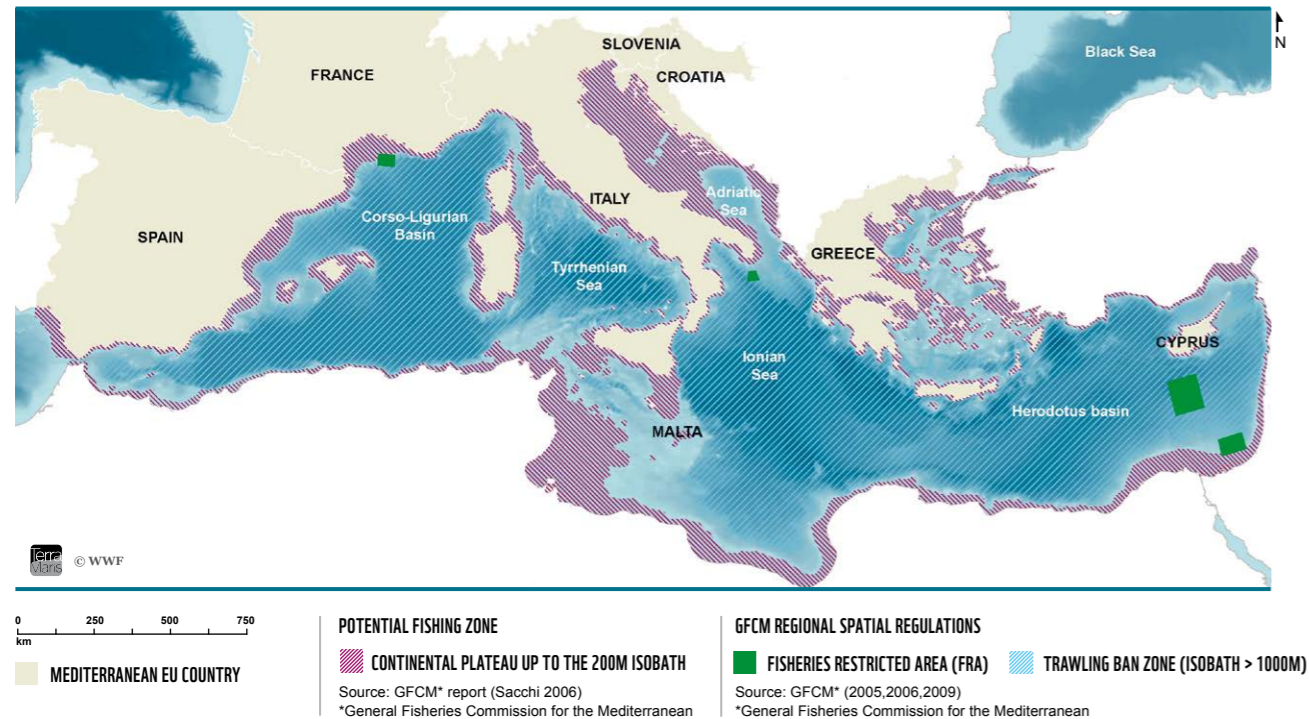 N
Black Sea
SLOVENIA
FRANCE
CROATIA
Adriatic
Sea
ITALY
Corso-Ligurian
Basin
SPAIN
GREECE
Tyrrhenian
Sea
CYPRUS
Ionian
Sea
Herodotus basin
MALTA
Terra
Maris
© WWF
0 250 500 750
km
MEDITERRANEAN EU COUNTRY
POTENTIAL FISHING ZONE
CONTINENTAL PLATEAU UP TO THE 200M ISOBATH
Source: GFCM* report (Sacchi 2006)
*General Fisheries Commission for the Mediterranean
GFCM REGIONAL SPATIAL REGULATIONS
FISHERIES RESTRICTED AREA (FRA) TRAWLING BAN ZONE (ISOBATH > 1000M)
Source: GFCM* (2005,2006,2009)
*General Fisheries Commission for the Mediterranean